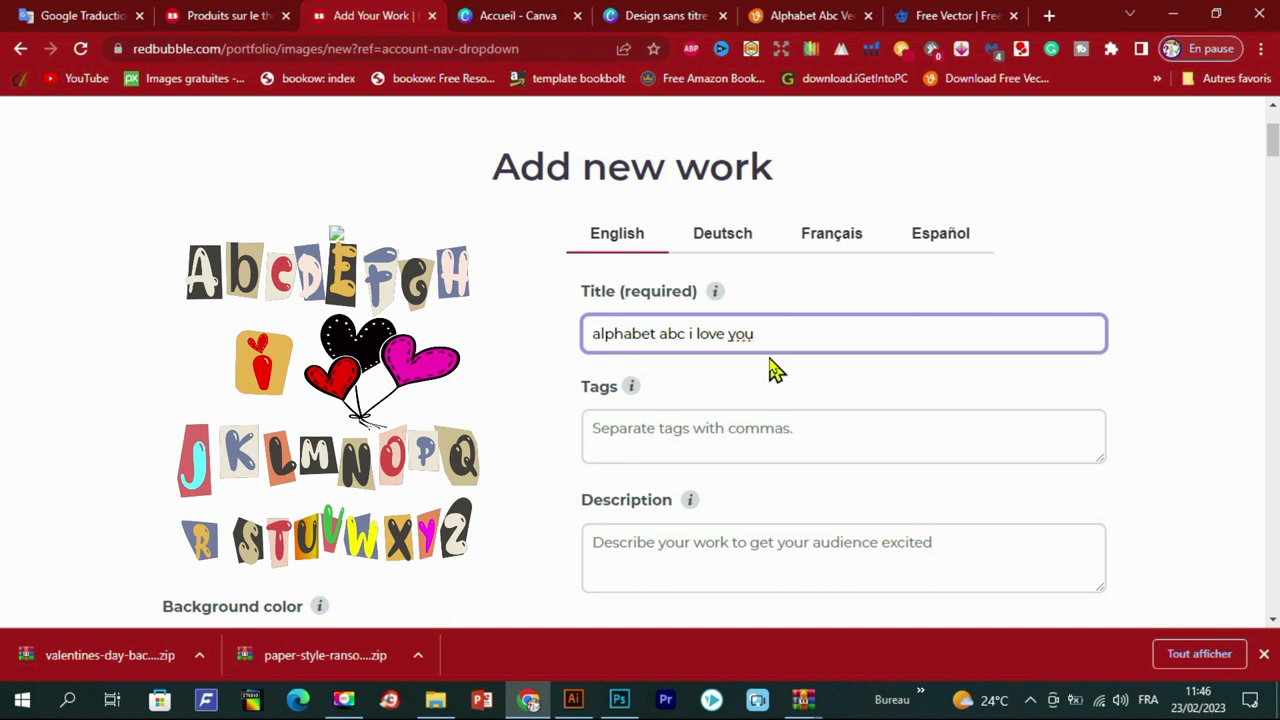 Google Traductio
Produits sur le th
Add Your Work |
Accueil - Canva
Design sans titre
Alphabet Abc Ve
Free Vector | Free
redbubble.com/portfolio/images/new?ref=account-nav-dropdown
ABP
En pause
YouTube
Images gratuites -...
bookow: index
bookow: Free Reso...
template bookbolt
Free Amazon Book...
download.iGetIntoPC
Download Free Vec...
Autres favoris
Add new work
English
Deutsch
Français
Español
Title (required)
alphabet abc i love you
Tags
Separate tags with commas.
Description
Describe your work to get your audience excited
A b c D E F G H
i
J K L M N O P Q
R S T U V W X Y Z
Background color
valentines-day-bac....zip
paper-style-ranso....zip
Tout afficher
Bureau
24°C
FRA
11:46
23/02/2023